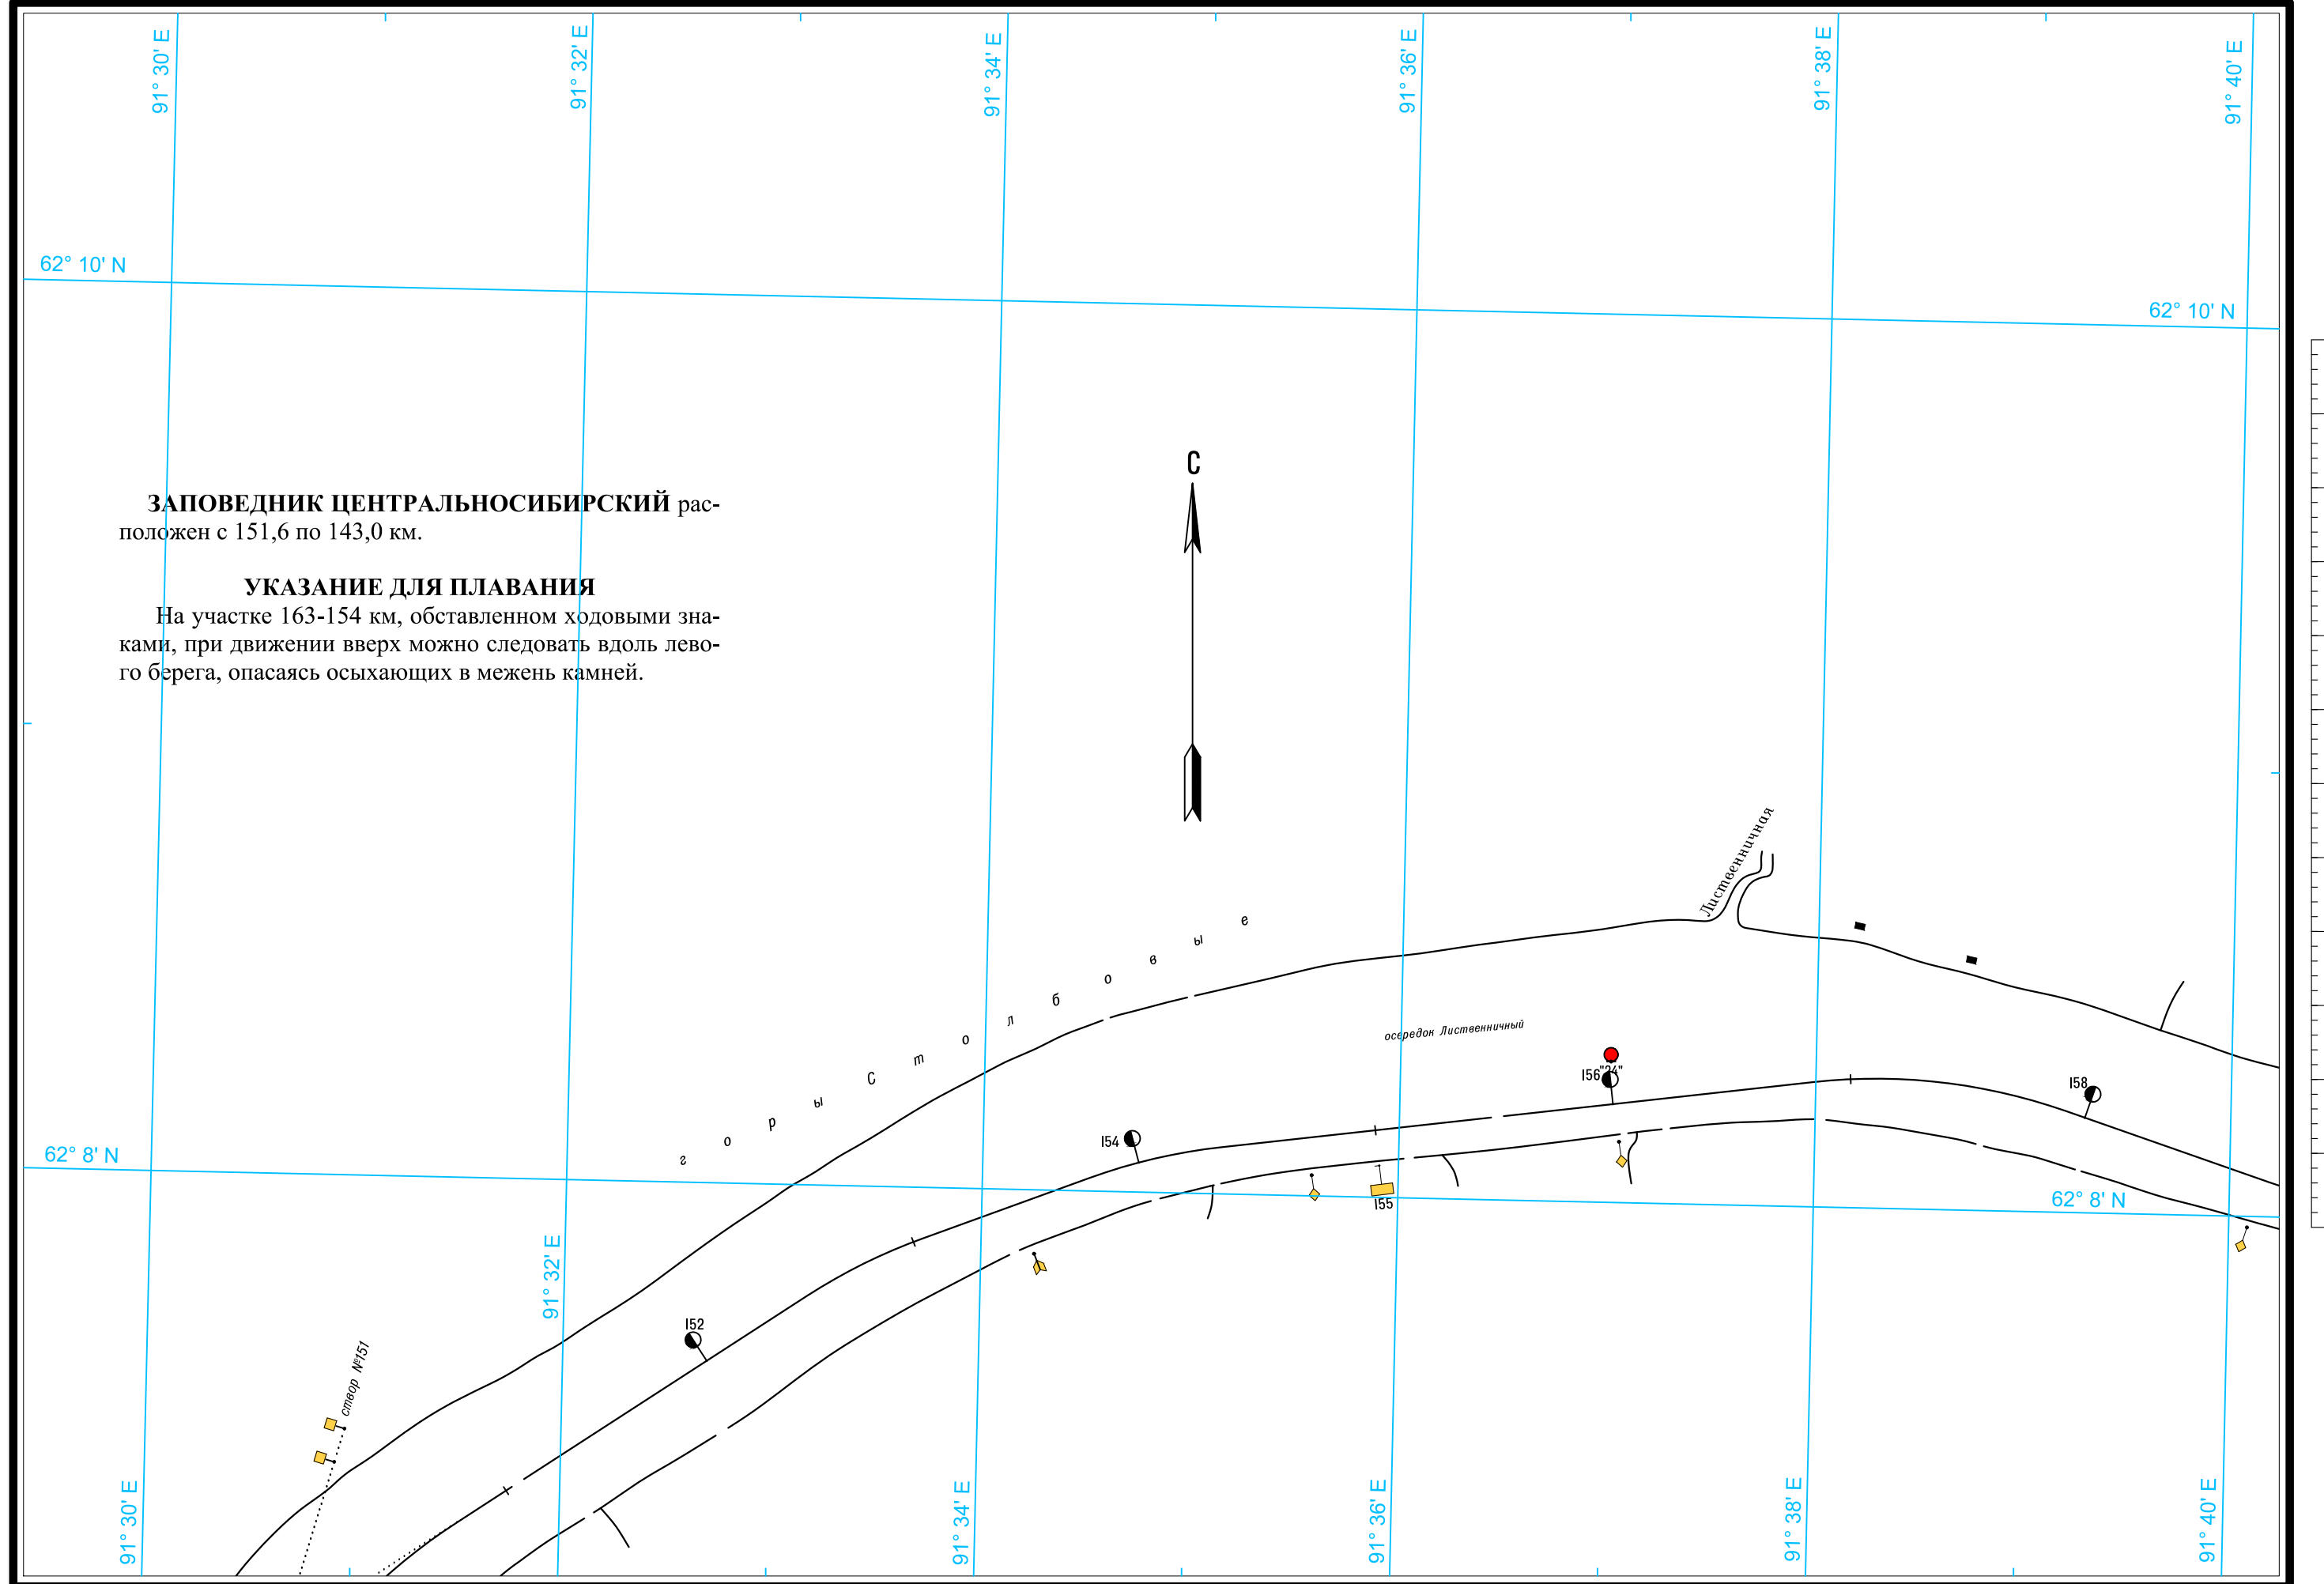 91° 30' E
91° 32' E
91° 34' E
91° 36' E
91° 38' E
91° 40' E
62° 10' N
62° 10' N
С
ЗАПОВЕДНИК ЦЕНТРАЛЬНОСИБИРСКИЙ рас-
положен с 151,6 по 143,0 км.
УКАЗАНИЕ ДЛЯ ПЛАВАНИЯ
На участке 163-154 км, обставленном ходовыми зна-
ками, при движении вверх можно следовать вдоль лево-
го берега, опасаясь осыхающих в межень камней.
Лиственничная
горы Столбовые
осередок Лиственничный
156
"24"
158
154
62° 8' N
155
62° 8' N
91° 32' E
152
створ №151
91° 30' E
91° 34' E
91° 36' E
91° 38' E
91° 40' E